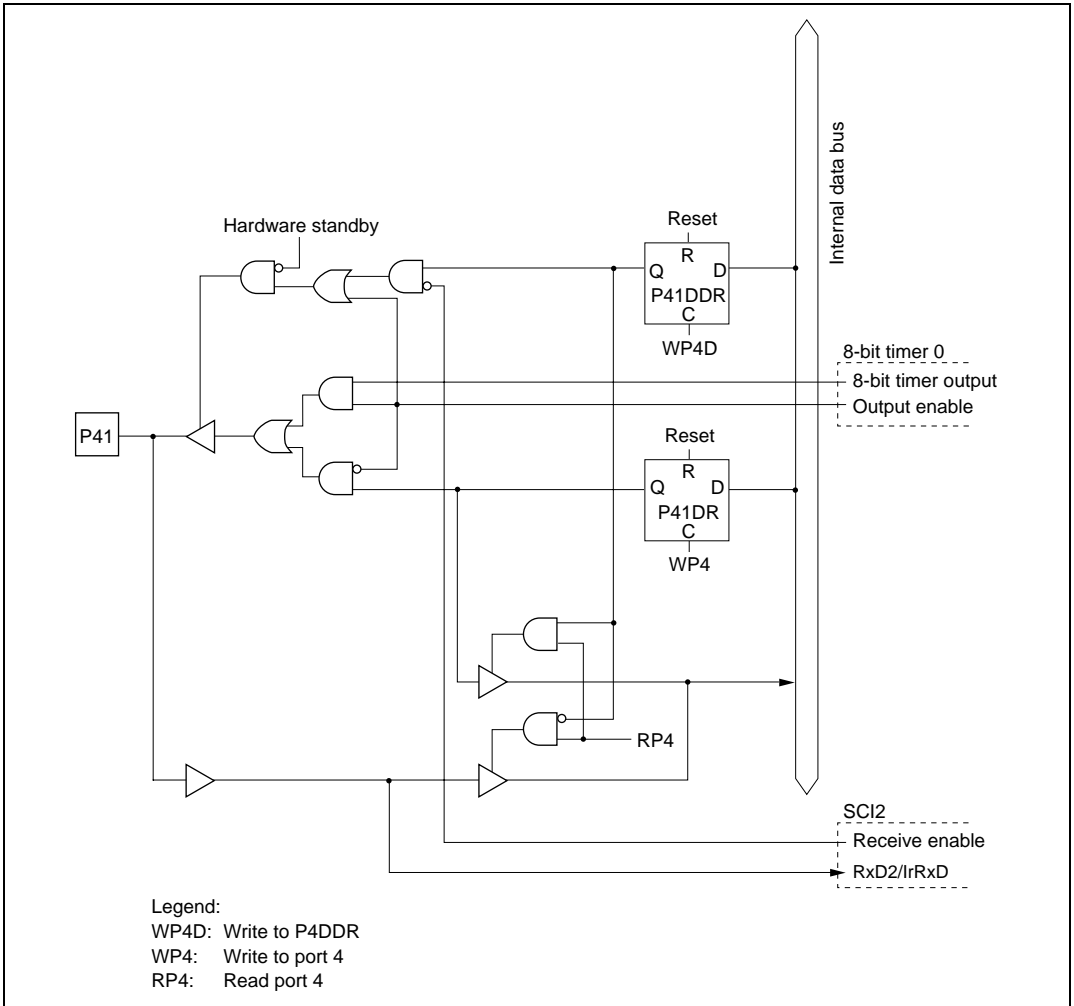 Internal data bus
Reset
Hardware standby
R
Q D
P41DDR
C
WP4D
8-bit timer 0
8-bit timer output
Output enable
P41
Reset
R
Q D
P41DR
C
WP4
RP4
SCI2
Receive enable
RxD2/IrRxD
Legend:
WP4D: Write to P4DDR
WP4: Write to port 4
RP4: Read port 4